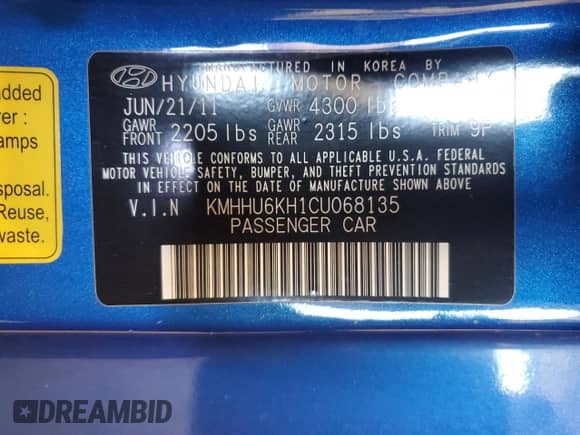 MANUFACTURED IN KOREA BY
HYUNDAI MOTOR COMPANY
JUN/21/11 GVWR 4300 lbs
GAWR FRONT 2205 lbs GAWR REAR 2315 lbs TRIM 9P
THIS VEHICLE CONFORMS TO ALL APPLICABLE U.S.A. FEDERAL
MOTOR VEHICLE SAFETY, BUMPER, AND THEFT PREVENTION STANDARDS
IN EFFECT ON THE DATE OF MANUFACTURE SHOWN ABOVE
V.I.N KMHHU6KH1CU068135
PASSENGER CAR
added
rer :
amps
sposal.
Reuse,
waste.
DREAMBID